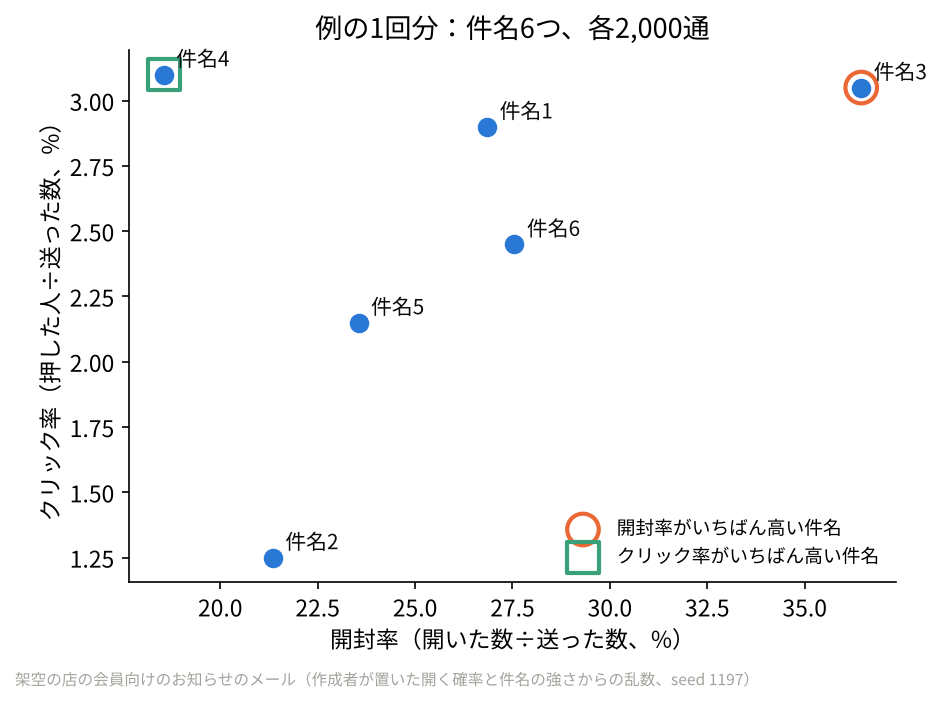 例の1回分：件名6つ、各2,000通
クリック率（押した人÷送った数、%）
3.00
2.75
2.50
2.25
2.00
1.75
1.50
1.25
件名4
件名3
件名1
件名6
件名5
件名2
開封率がいちばん高い件名
クリック率がいちばん高い件名
20.0 22.5 25.0 27.5 30.0 32.5 35.0
開封率（開いた数÷送った数、%）
架空の店の会員向けのお知らせのメール（作成者が置いた開く確率と件名の強さからの乱数、seed 1197）